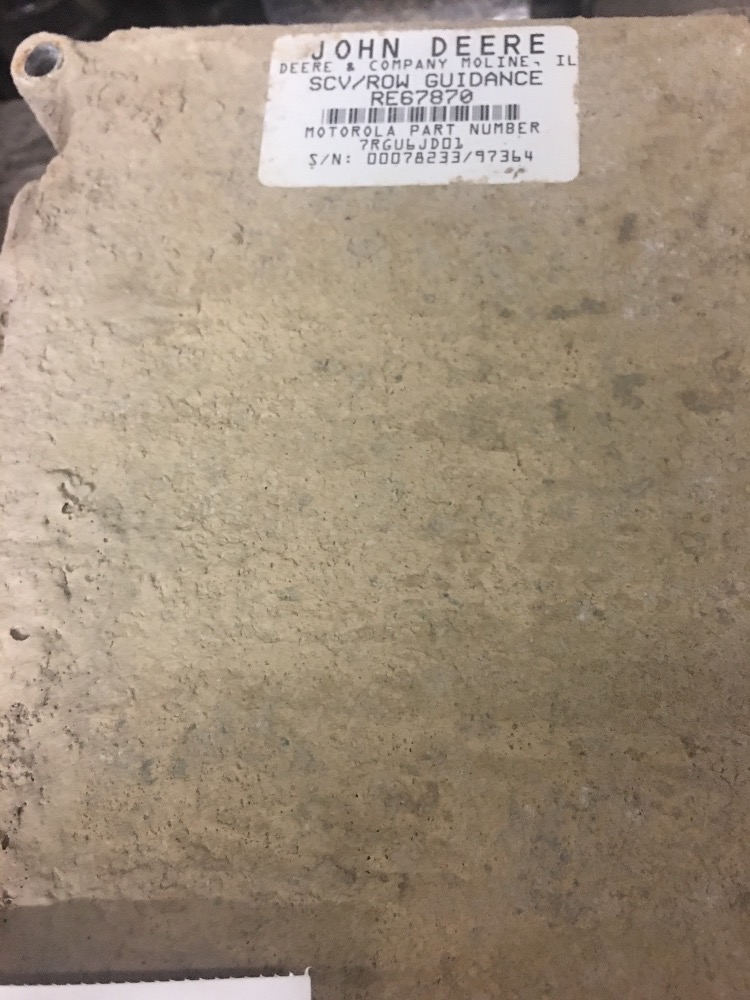 JOHN DEERE
DEERE & COMPANY MOLINE, IL
SCV/ROW GUIDANCE
RE67870
MOTOROLA PART NUMBER
7RGU6JD01
S/N: 00078233/97364